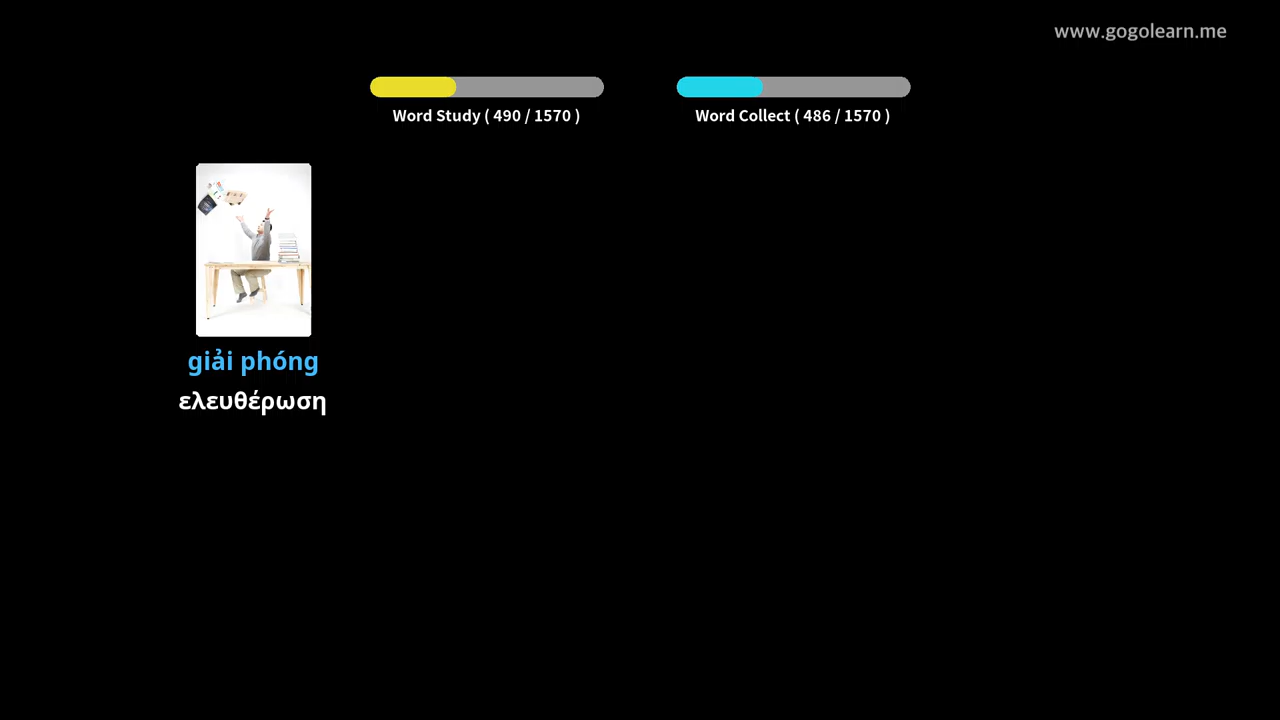 www.gogolearn.me
Word Study ( 490 / 1570 )
Word Collect ( 486 / 1570 )
giải phóng
ελευθέρωση